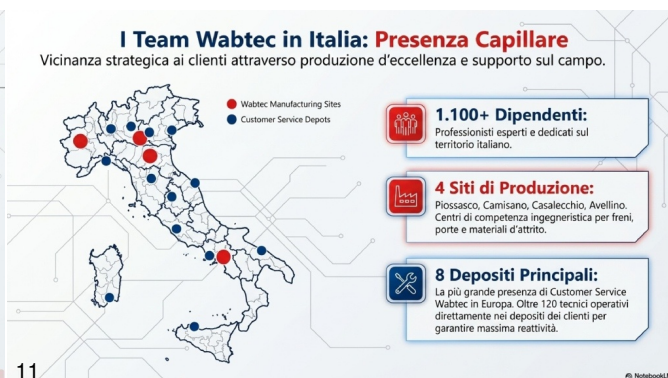 I Team Wabtec in Italia: Presenza Capillare
Vicinanza strategica ai clienti attraverso produzione d'eccellenza e supporto sul campo.
Wabtec Manufacturing Sites
Customer Service Depots
1.100+ Dipendenti:
Professionisti esperti e dedicati sul
territorio italiano.
4 Siti di Produzione:
Piossasco, Camisano, Casalecchio, Avellino.
Centri di competenza ingegneristica per freni,
porte e materiali d'attrito.
8 Depositi Principali:
La più grande presenza di Customer Service
Wabtec in Europa. Oltre 120 tecnici operativi
direttamente nei depositi dei clienti per
garantire massima reattività.
11